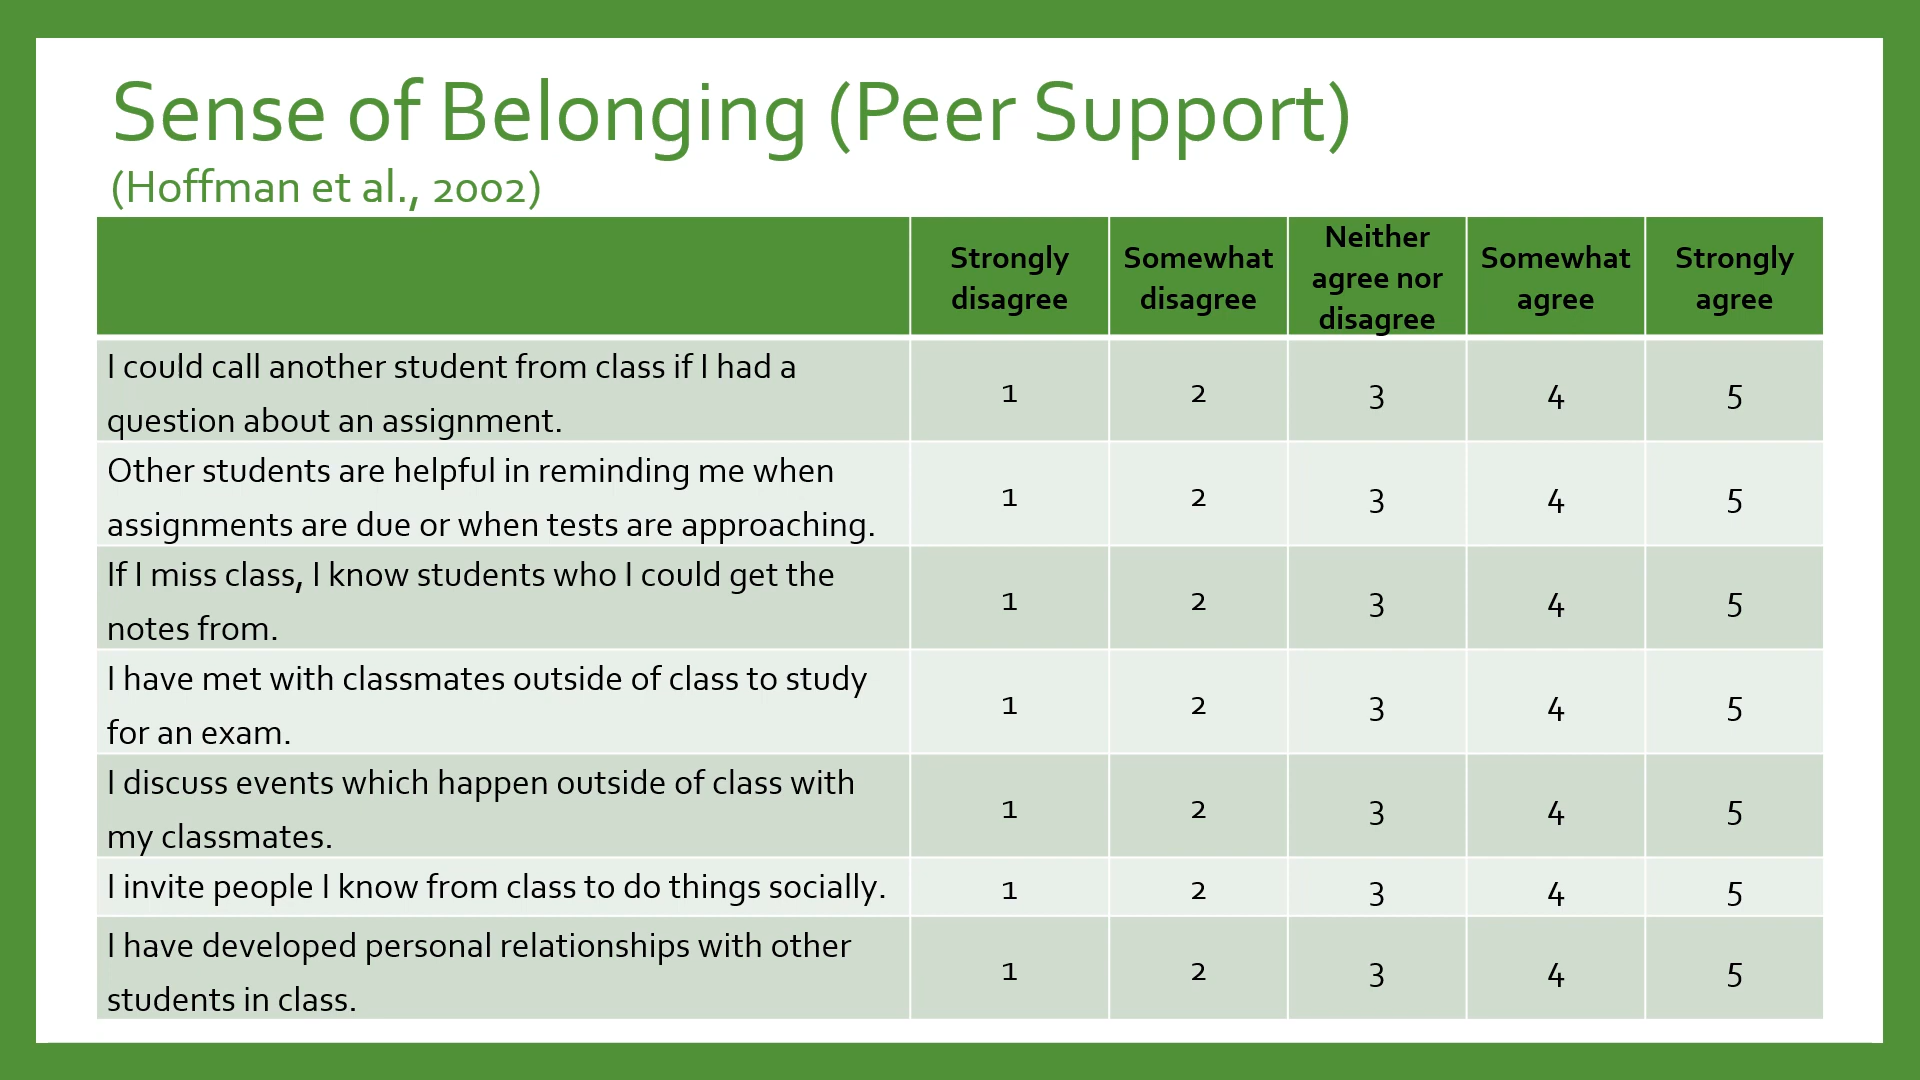 Sense of Belonging (Peer Support)
(Hoffman et al., 2002)
Strongly disagree
Somewhat disagree
Neither agree nor disagree
Somewhat agree
Strongly agree
I could call another student from class if I had a
question about an assignment.
1 2 3 4 5
Other students are helpful in reminding me when
assignments are due or when tests are approaching.
1 2 3 4 5
If I miss class, I know students who I could get the
notes from.
1 2 3 4 5
I have met with classmates outside of class to study
for an exam.
1 2 3 4 5
I discuss events which happen outside of class with
my classmates.
1 2 3 4 5
I invite people I know from class to do things socially.
1 2 3 4 5
I have developed personal relationships with other
students in class.
1 2 3 4 5